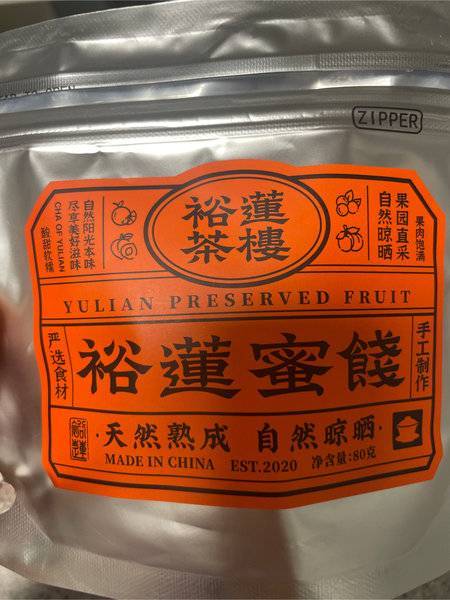 ZIPPER
自然阳光本味
尽享美好滋味
CHA OF YULIAN
酸甜软糯
裕蓮
茶樓
果肉饱满
果园直采
自然晾晒
YULIAN PRESERVED FRUIT
严选食材
裕蓮蜜餞
手工制作
·天然熟成 自然晾晒·
MADE IN CHINA EST.2020 净含量:80克